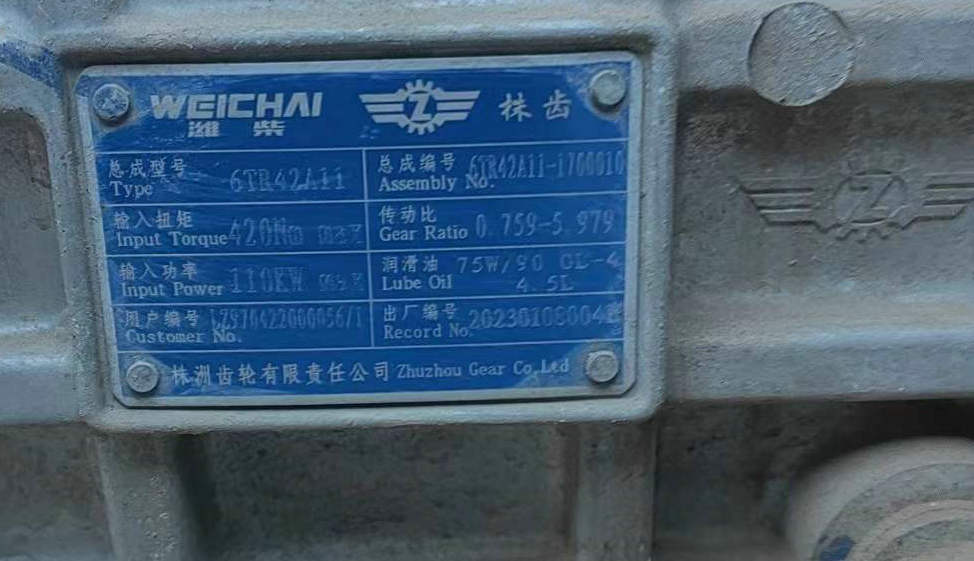 WEICHAI
潍柴
Z
株齿
总成型号 6TR42A11
Type
总成编号 6TR42A11-1700010
Assembly No.
输入扭矩
Input Torque 420Nm
传动比
Gear Ratio 0.759-5.979
输入功率
Input Power 110KW
润滑油 75W/90 GL-4
Lube Oil 4.5L
用户编号
Customer No.
出厂编号
Record No.
株洲齿轮有限責任公司 Zhuzhou Gear Co,Ltd
Z